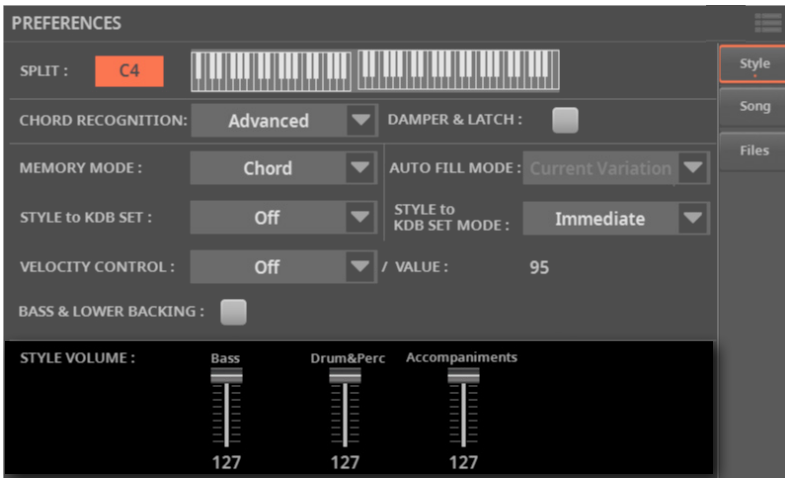 PREFERENCES
SPLIT : C4
Style
CHORD RECOGNITION: Advanced DAMPER & LATCH :
Song
MEMORY MODE : Chord AUTO FILL MODE : Current Variation
Files
STYLE to KDB SET : Off STYLE to KDB SET MODE : Immediate
VELOCITY CONTROL : Off / VALUE : 95
BASS & LOWER BACKING :
STYLE VOLUME : Bass Drum&Perc Accompaniments
127 127 127